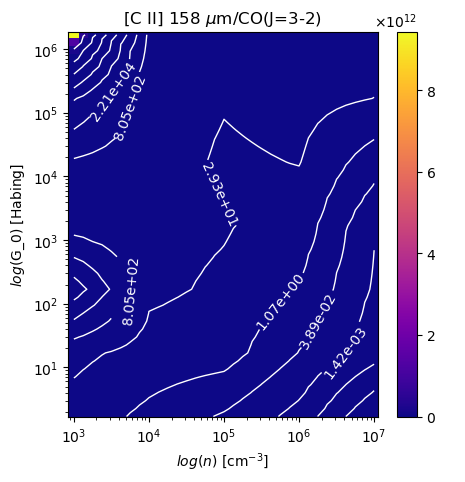 [C II] 158 μm/CO(J=3-2)
×10¹²
10⁶
10⁵
10⁴
10³
10²
10¹
log(G_0) [Habing]
2.21e+04
8.05e+02
2.93e+01
8.05e+02
1.07e+00
3.89e-02
1.42e-03
8
6
4
2
0
10³ 10⁴ 10⁵ 10⁶ 10⁷
log(n) [cm⁻³]